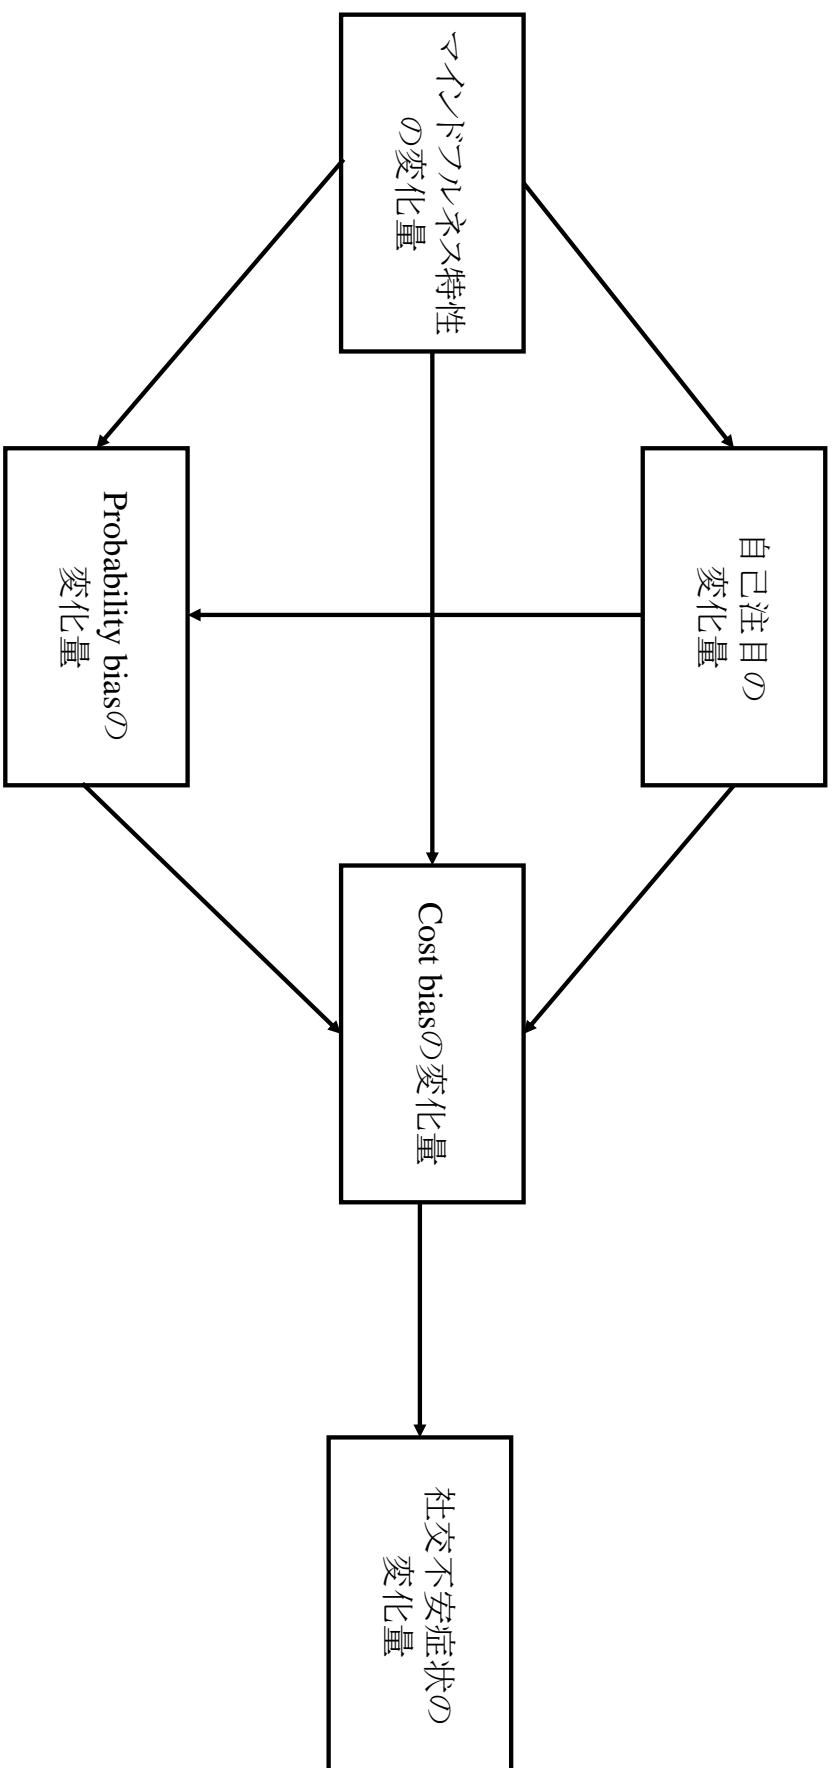 マインドフルネス特性
の変化量
自己注目の
変化量
Probability biasの
変化量
Cost biasの変化量
社交不安症状の
変化量